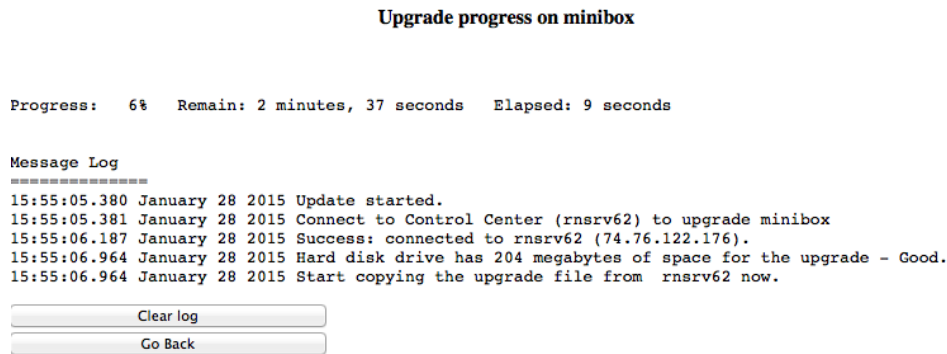 Upgrade progress on minibox
Progress: 6% Remain: 2 minutes, 37 seconds Elapsed: 9 seconds
Message Log
==============
15:55:05.380 January 28 2015 Update started.
15:55:05.381 January 28 2015 Connect to Control Center (rnsrv62) to upgrade minibox
15:55:06.187 January 28 2015 Success: connected to rnsrv62 (74.76.122.176).
15:55:06.964 January 28 2015 Hard disk drive has 204 megabytes of space for the upgrade - Good.
15:55:06.964 January 28 2015 Start copying the upgrade file from rnsrv62 now.
Clear log
Go Back